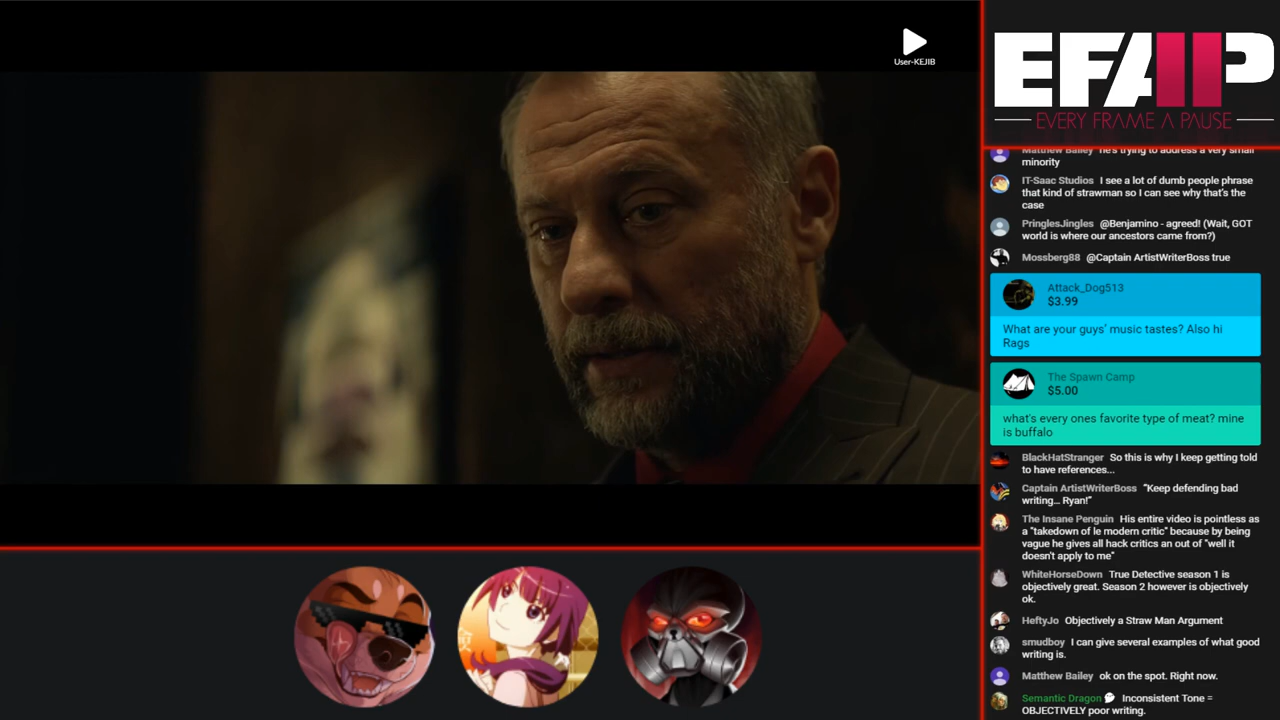 User-KEJIB
EFAP
EVERY FRAME A PAUSE
Matthew Bailey he's trying to address a very small
minority
IT-Saac Studios I see a lot of dumb people phrase
that kind of strawman so I can see why that's the
case
PringlesJingles @Benjamino - agreed! (Wait, GOT
world is where our ancestors came from?)
Mossberg88 @Captain ArtistWriterBoss true
Attack_Dog513
$3.99
What are your guys' music tastes? Also hi
Rags
The Spawn Camp
$5.00
what's every ones favorite type of meat? mine
is buffalo
BlackHatStranger So this is why I keep getting told
to have references...
Captain ArtistWriterBoss "Keep defending bad
writing... Ryan!"
The Insane Penguin His entire video is pointless as
a "takedown of le modern critic" because by being
vague he gives all hack critics an out of "well it
doesn't apply to me"
WhiteHorseDown True Detective season 1 is
objectively great. Season 2 however is objectively
ok.
HeftyJo Objectively a Straw Man Argument
smudboy I can give several examples of what good
writing is.
Matthew Bailey ok on the spot. Right now.
Semantic Dragon Inconsistent Tone =
OBJECTIVELY poor writing.